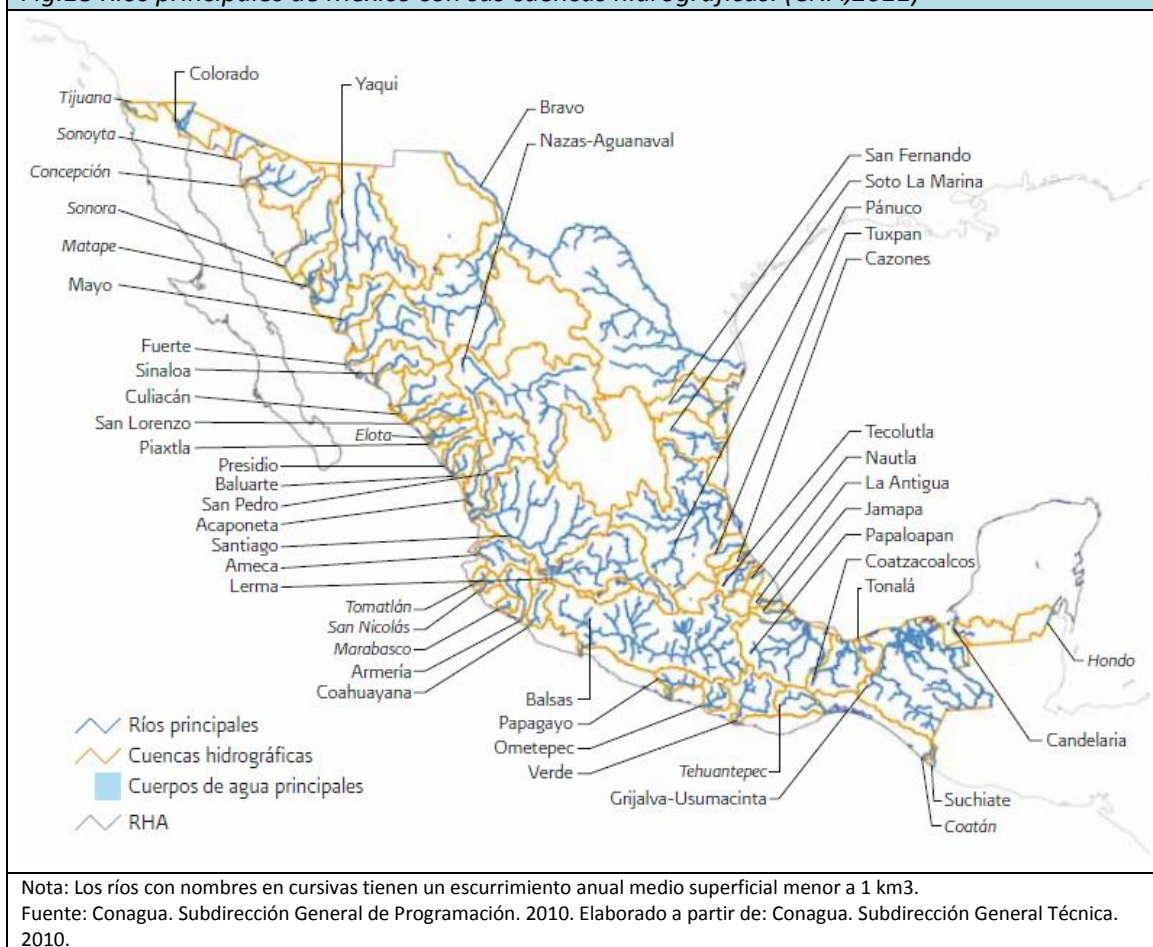 Fig.13 Ríos principales de México con sus cuencas hidrográficas. (CNA,2011)
Colorado
Yaqui
Tijuana
Bravo
Sonoyta
Nazas-Aguanaval
San Fernando
Concepción
Soto La Marina
Sonora
Pánuco
Tuxpan
Matape
Cazones
Mayo
Fuerte
Sinaloa
Culiacán
San Lorenzo
Elota
Piaxtla
Presidio
Baluarte
San Pedro
Acaponeta
Santiago
Ameca
Lerma
Tomatlán
San Nicolás
Marabasco
Armería
Coahuayana
Tecolutla
Nautla
La Antigua
Jamapa
Papaloapan
Coatzacoalcos
Tonalá
Hondo
Balsas
Papagayo
Ometepec
Verde
Tehuantepec
Grijalva-Usumacinta
Candelaria
Suchiate
Coatán
Ríos principales
Cuencas hidrográficas
Cuerpos de agua principales
RHA
Nota: Los ríos con nombres en cursivas tienen un escurrimiento anual medio superficial menor a 1 km3.
Fuente: Conagua. Subdirección General de Programación. 2010. Elaborado a partir de: Conagua. Subdirección General Técnica.
2010.